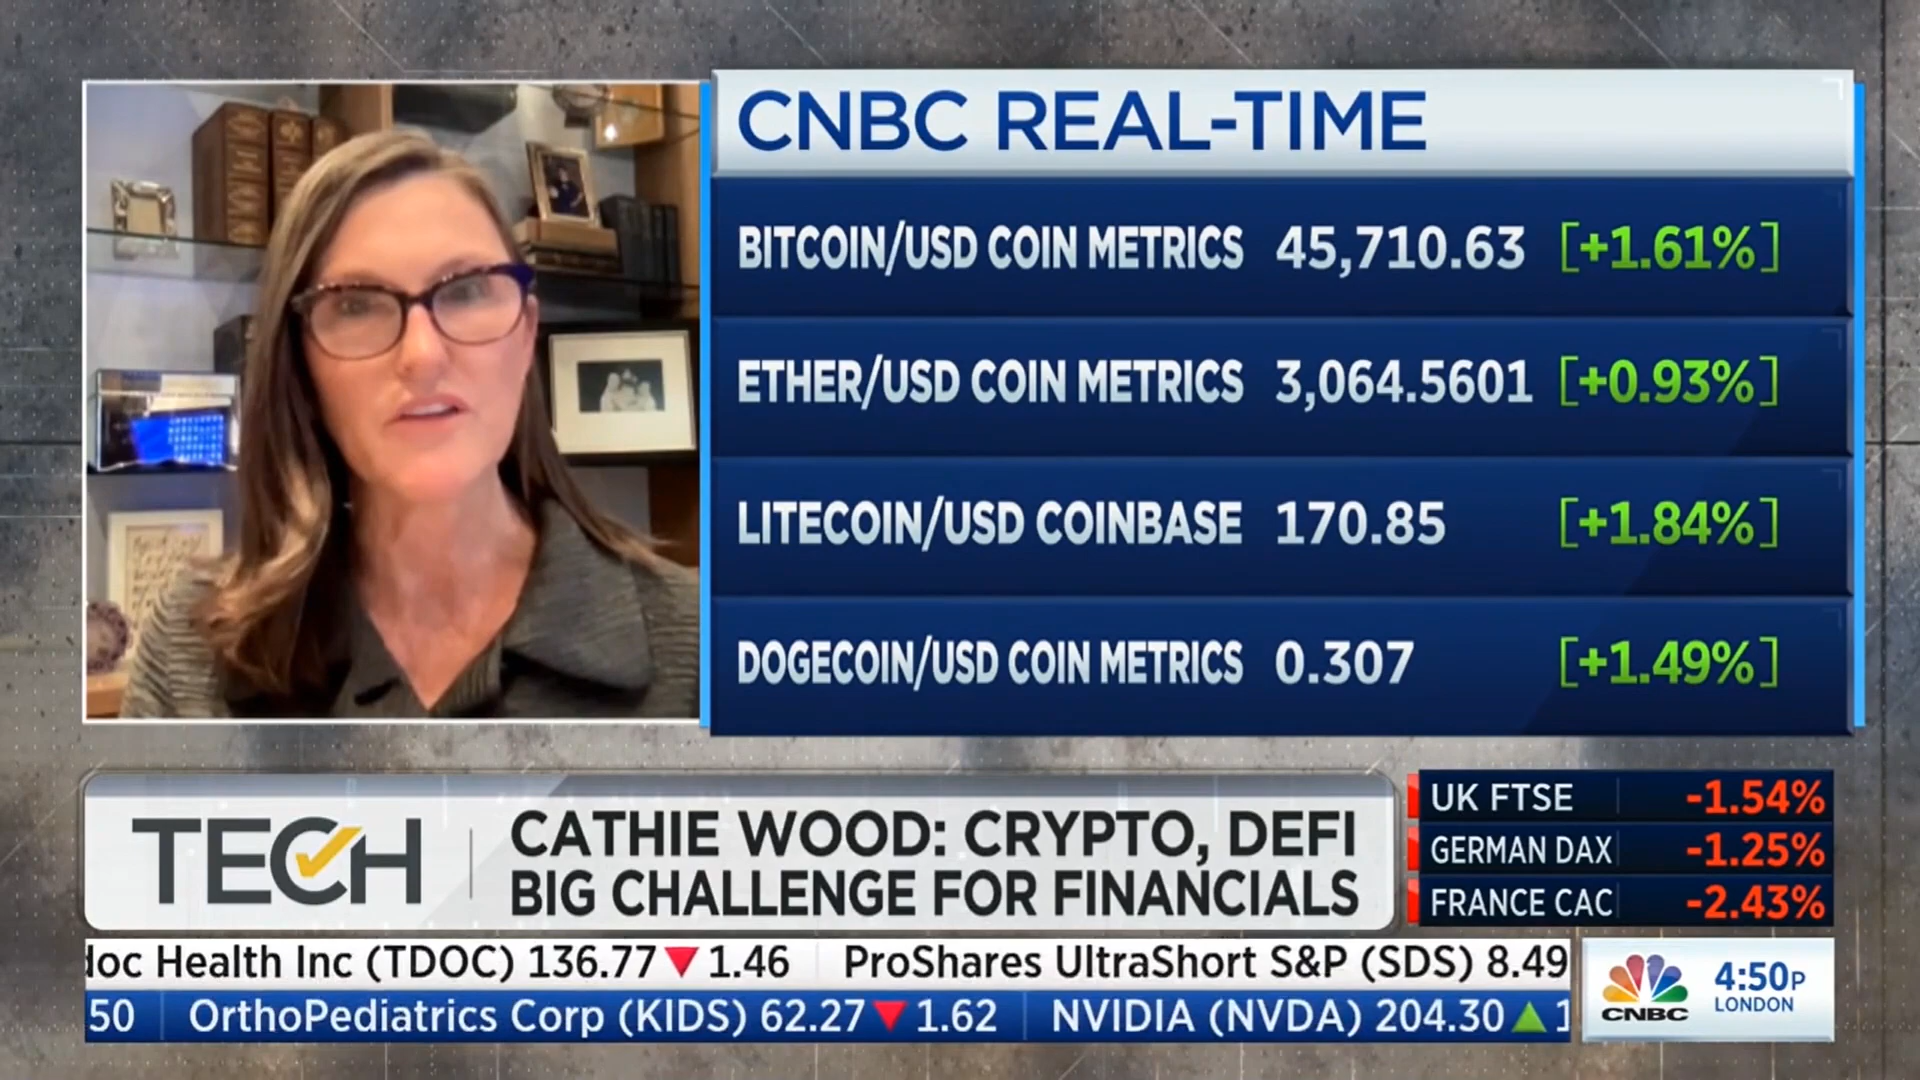 CNBC REAL-TIME
BITCOIN/USD COIN METRICS 45,710.63 [+1.61%]
ETHER/USD COIN METRICS 3,064.5601 [+0.93%]
LITECOIN/USD COINBASE 170.85 [+1.84%]
DOGECOIN/USD COIN METRICS 0.307 [+1.49%]
TECH
CATHIE WOOD: CRYPTO, DEFI
BIG CHALLENGE FOR FINANCIALS
UK FTSE -1.54%
GERMAN DAX -1.25%
FRANCE CAC -2.43%
doc Health Inc (TDOC) 136.77 ▼ 1.46 ProShares UltraShort S&P (SDS) 8.49
50 OrthoPediatrics Corp (KIDS) 62.27 ▼ 1.62 NVIDIA (NVDA) 204.30 ▲ 1
CNBC
4:50P
LONDON